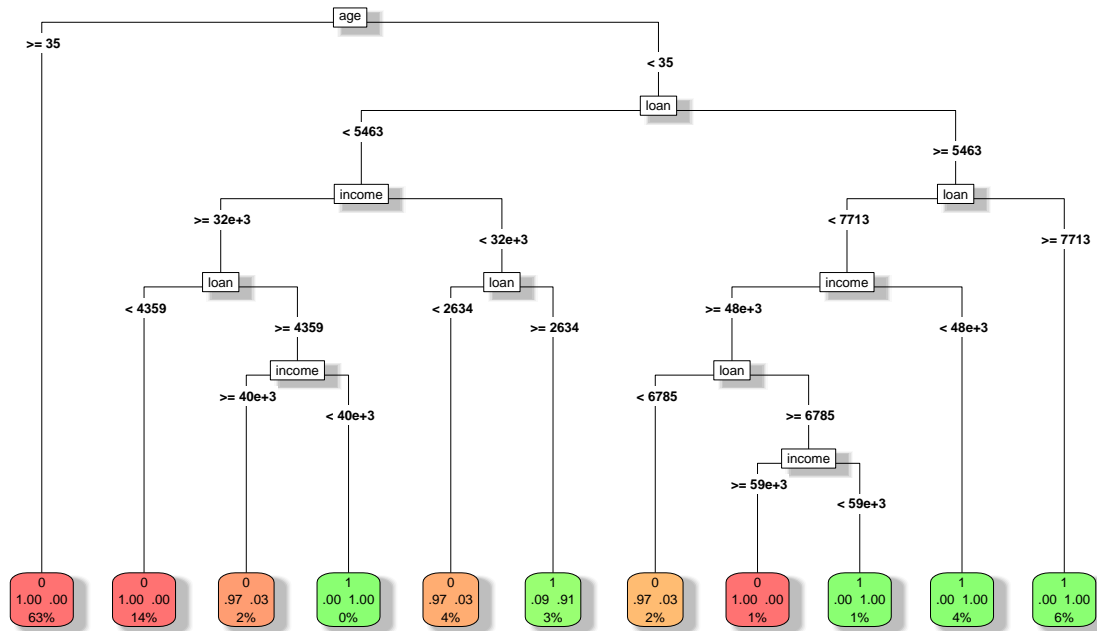 age
>= 35
< 35
loan
< 5463
>= 5463
income
loan
>= 32e+3
< 32e+3
< 7713
>= 7713
loan
loan
income
< 4359
>= 4359
< 2634
>= 2634
>= 48e+3
< 48e+3
income
loan
>= 40e+3
< 40e+3
< 6785
>= 6785
income
>= 59e+3
< 59e+3
0
1.00 .00
63%
0
1.00 .00
14%
0
.97 .03
2%
1
.00 1.00
0%
0
.97 .03
4%
1
.09 .91
3%
0
.97 .03
2%
0
1.00 .00
1%
1
.00 1.00
1%
1
.00 1.00
4%
1
.00 1.00
6%